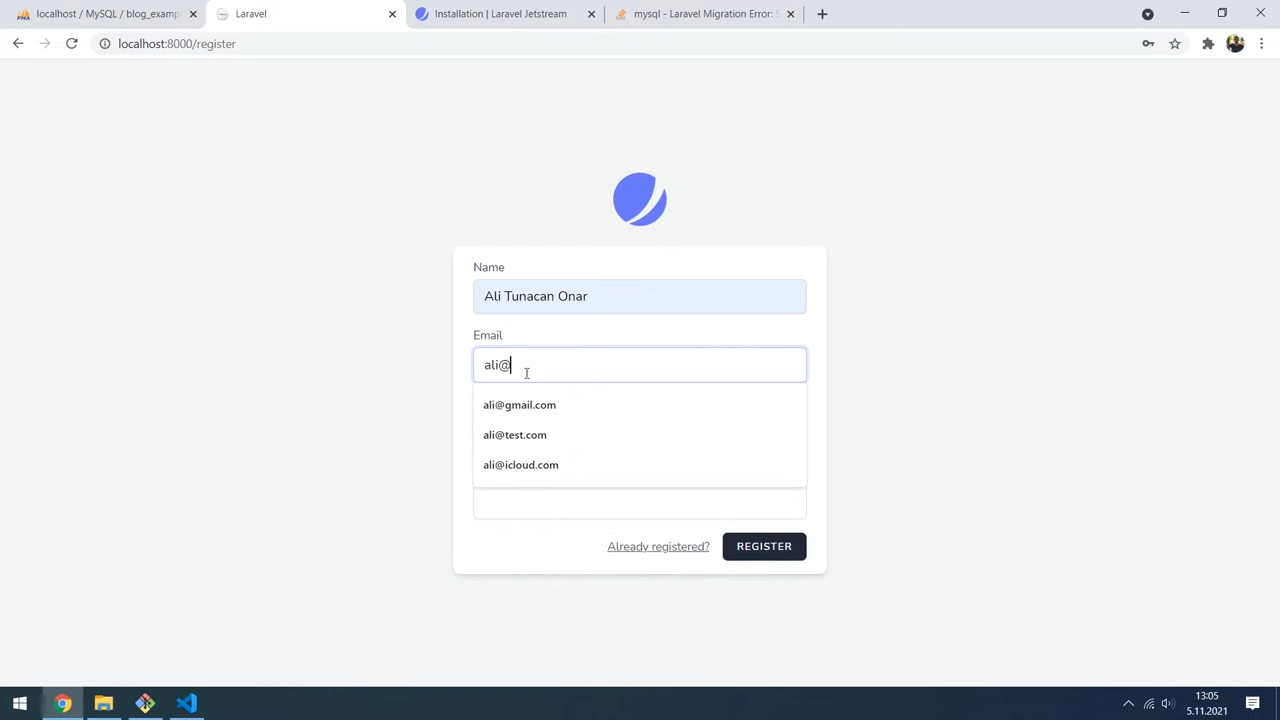 localhost / MySQL / blog_examp
Laravel
Installation | Laravel Jetstream
mysql - Laravel Migration Error: S
localhost:8000/register
Name
Ali Tunacan Onar
Email
ali@
ali@gmail.com
ali@test.com
ali@icloud.com
Already registered?
REGISTER
13:05
5.11.2021